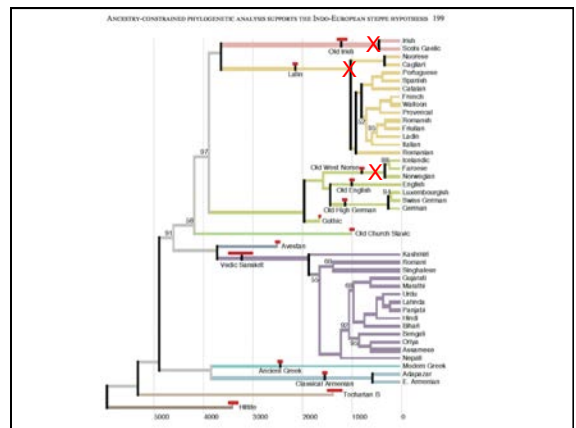 ANCESTRY-CONSTRAINED PHYLOGENETIC ANALYSIS SUPPORTS THE INDO-EUROPEAN STEPPE HYPOTHESIS 199
Irish
Scots Gaelic
Old Irish
Nuorese
Cagliari
Latin
Portuguese
Spanish
Catalan
French
Walloon
Provencal
Romansh
Friulian
Ladin
Italian
Romanian
97
Icelandic
Faroese
Norwegian
Old West Norse
English
Old English
Luxembourgish
Swiss German
German
Old High German
Gothic
Old Church Slavic
91
Avestan
Vedic Sanskrit
Kashmiri
Romani
Singhalese
Gujarati
Marathi
Urdu
Lahnda
Panjabi
Hindi
Bihari
Bengali
Oriya
Assamese
Nepali
Modern Greek
Ancient Greek
Adapazar
E. Armenian
Classical Armenian
Tocharian B
Hittite
5000 4000 3000 2000 1000 0